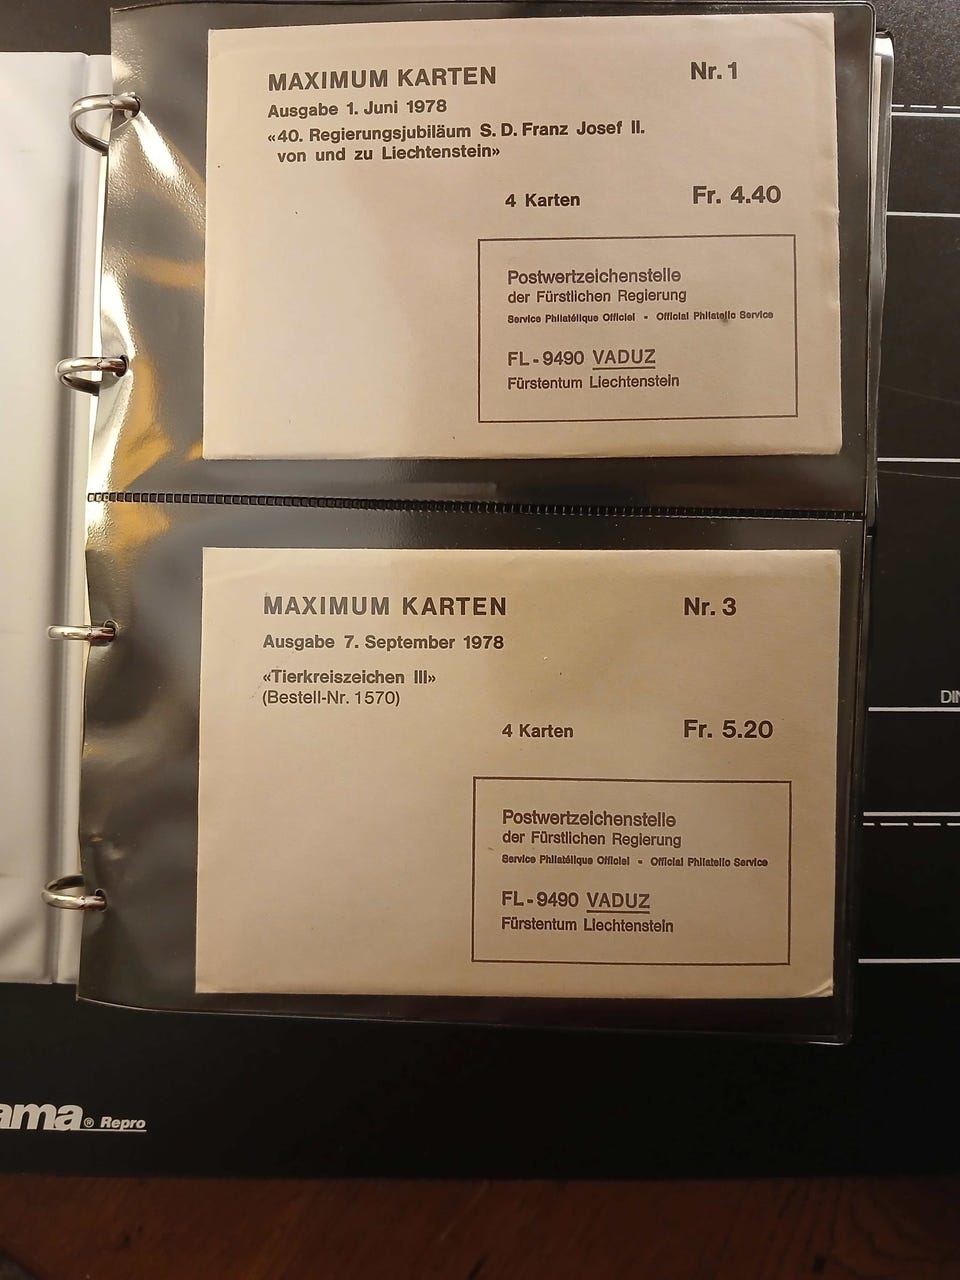 MAXIMUM KARTEN Nr. 1
Ausgabe 1. Juni 1978
«40. Regierungsjubiläum S. D. Franz Josef II.
von und zu Liechtenstein»
4 Karten Fr. 4.40
Postwertzeichenstelle
der Fürstlichen Regierung
Service Philatélique Officiel - Official Philatelic Service
FL-9490 VADUZ
Fürstentum Liechtenstein
MAXIMUM KARTEN Nr. 3
Ausgabe 7. September 1978
«Tierkreiszeichen III»
(Bestell-Nr. 1570)
4 Karten Fr. 5.20
Postwertzeichenstelle
der Fürstlichen Regierung
Service Philatélique Officiel - Official Philatelic Service
FL-9490 VADUZ
Fürstentum Liechtenstein
DIN
ama® Repro